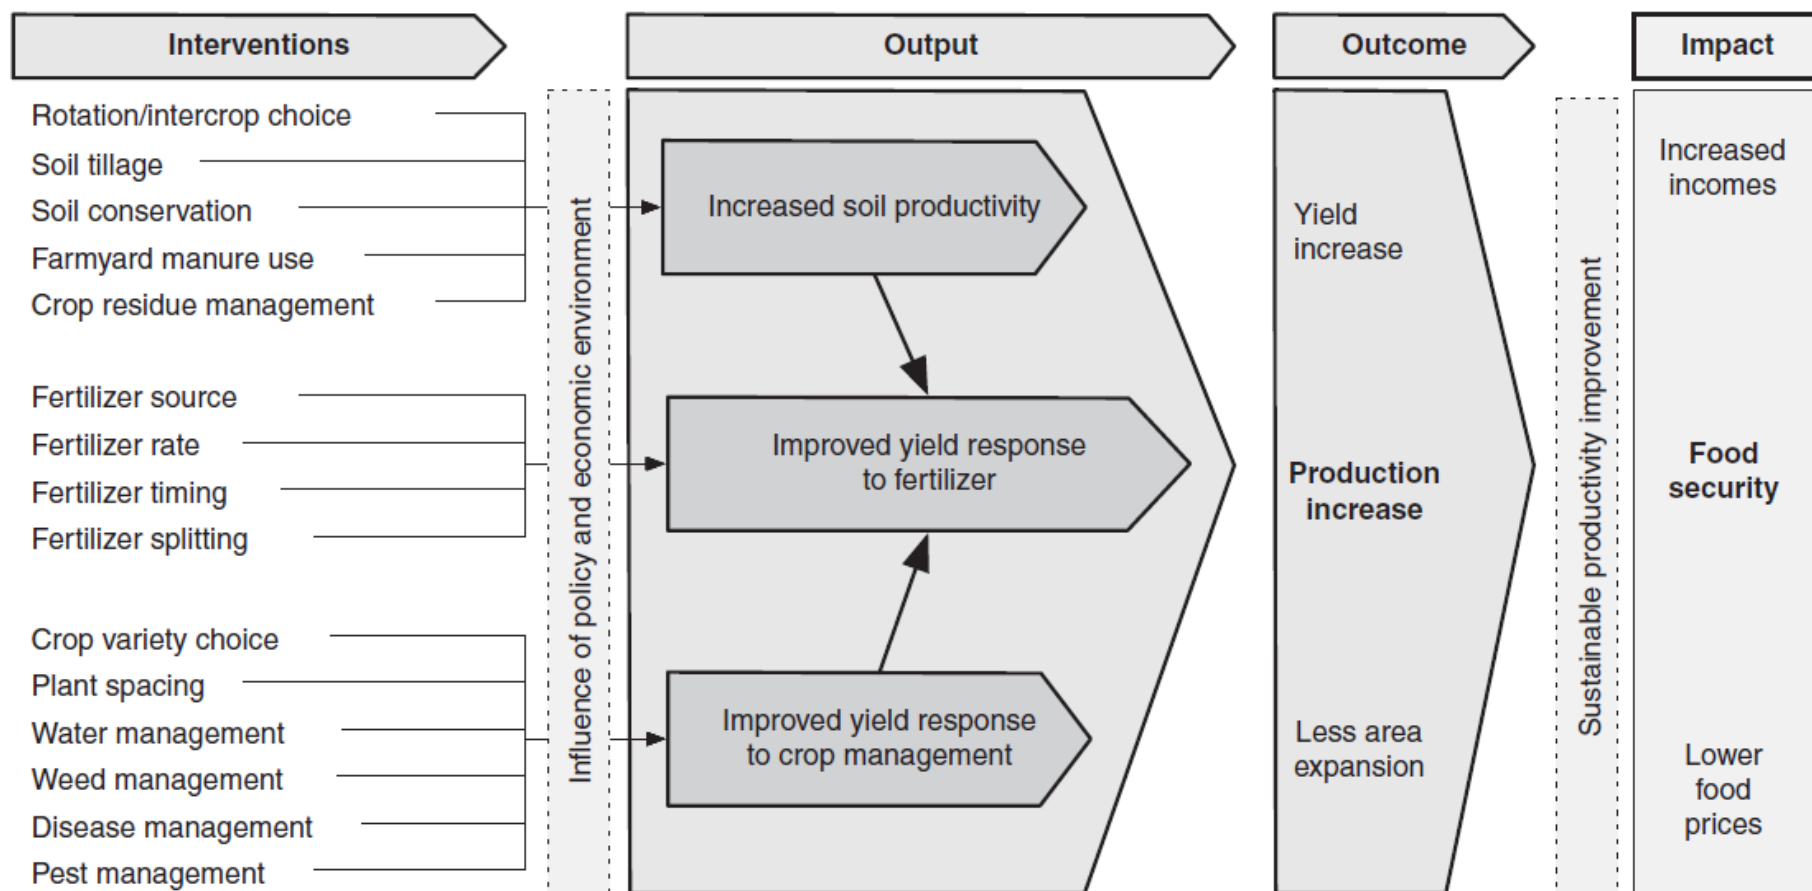 Interventions
Output
Outcome
Impact
Rotation/intercrop choice
Soil tillage
Soil conservation
Farmyard manure use
Crop residue management
Fertilizer source
Fertilizer rate
Fertilizer timing
Fertilizer splitting
Crop variety choice
Plant spacing
Water management
Weed management
Disease management
Pest management
Influence of policy and economic environment
Increased soil productivity
Improved yield response
to fertilizer
Improved yield response
to crop management
Yield
increase
Production
increase
Less area
expansion
Sustainable productivity improvement
Increased
incomes
Food
security
Lower
food
prices